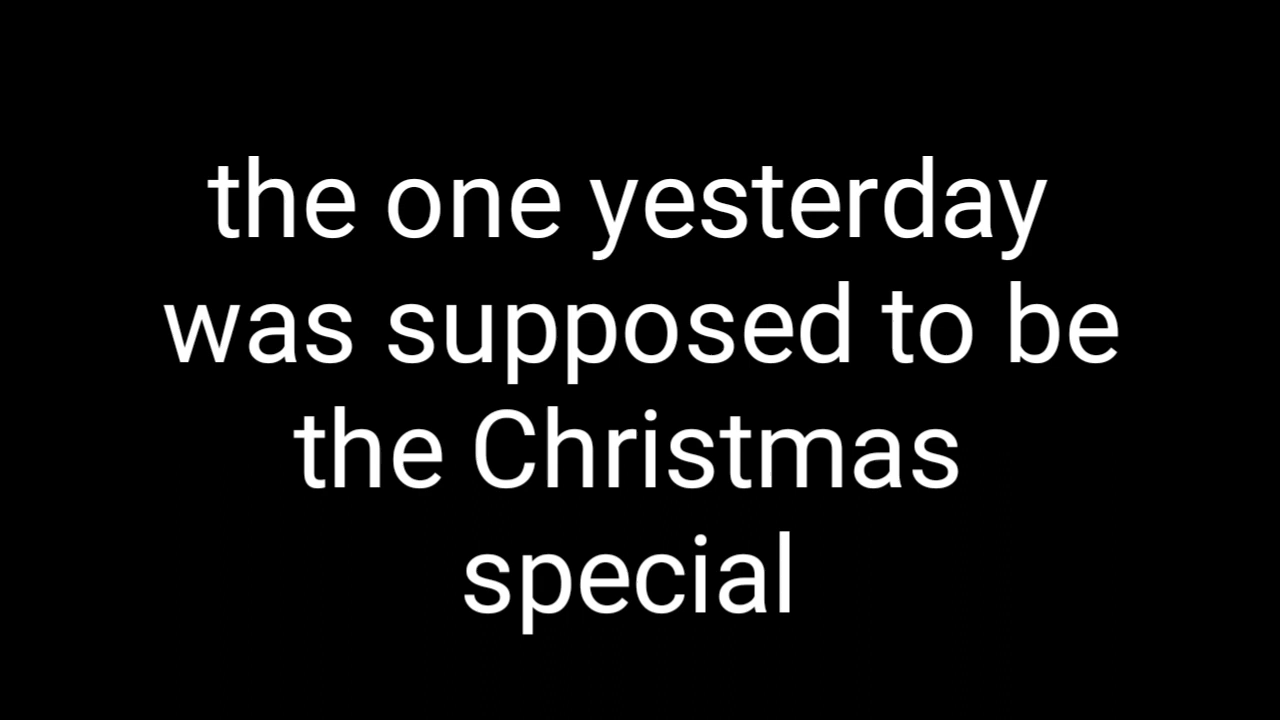 the one yesterday
was supposed to be
the Christmas
special